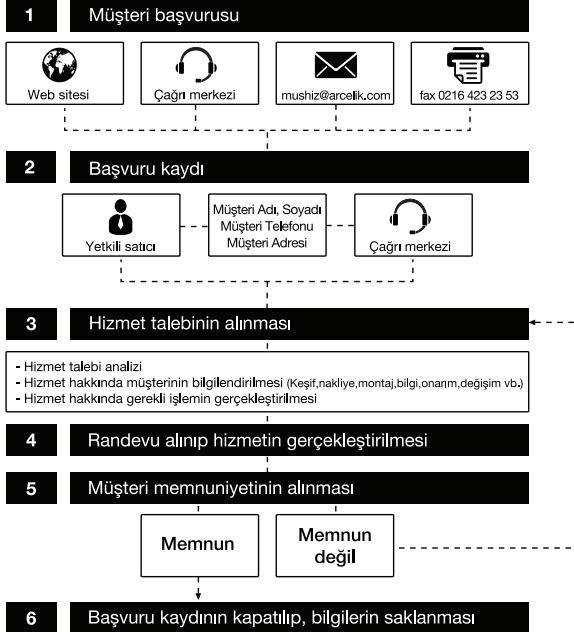 1 Müşteri başvurusu
Web sitesi
Çağrı merkezi
mushiz@arcelik.com
fax 0216 423 23 53
2 Başvuru kaydı
Yetkili satıcı
Müşteri Adı, Soyadı
Müşteri Telefonu
Müşteri Adresi
Çağrı merkezi
3 Hizmet talebinin alınması
- Hizmet talebi analizi
- Hizmet hakkında müşterinin bilgilendirilmesi (Keşif,nakliye,montaj,bilgi,onarım,değişim vb.)
- Hizmet hakkında gerekli işlemin gerçekleştirilmesi
4 Randevu alınıp hizmetin gerçekleştirilmesi
5 Müşteri memnuniyetinin alınması
Memnun
Memnun
değil
6 Başvuru kaydının kapatılıp, bilgilerin saklanması